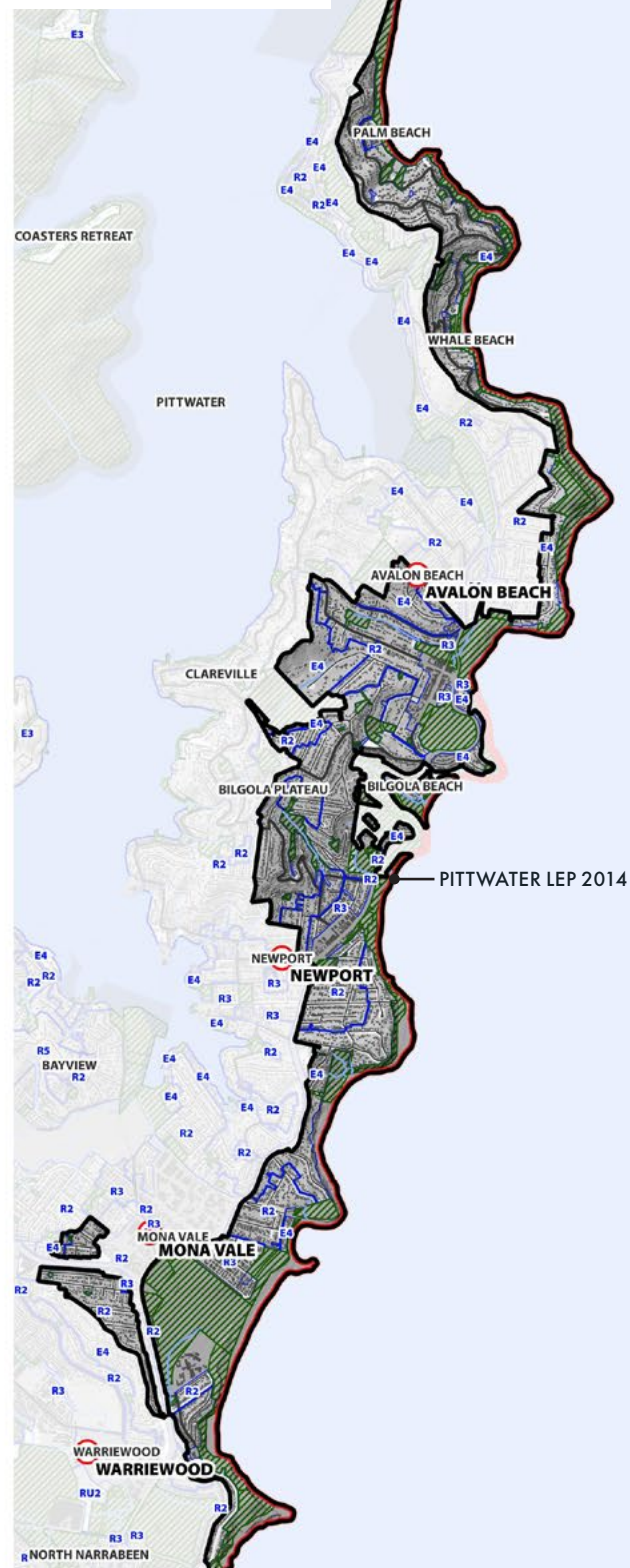 E3
PALM BEACH
E4
E4
R2
E4
R2 E4
COASTERS RETREAT
E4
E4
E4
E4
WHALE BEACH
PITTWATER
E4
R2
E4
E4
R2
R2
E4
AVALON BEACH
E4
AVALON BEACH
R3
R2
E4
CLAREVILLE
R3
R3
E4
E4
R2
E4
E3
BILGOLA PLATEAU
BILGOLA BEACH
E4
R2
R2
R2
R2
PITTWATER LEP 2014
R3
NEWPORT
NEWPORT
E4
R2
R2
E4
R3
R2
R3
E4
R3
R5
R2
BAYVIEW
R2
E4
E4
E4
E4
R2
E4
R2
R2
R3
R2
R2
R2
R3
MONA VALE
MONA VALE
E4
E4
R2
R3
R2
R3
R2
R2
E4
R2
R3
R2
WARRIEWOOD
WARRIEWOOD
RU2
R2
R3
R3
NORTH NARRABEEN